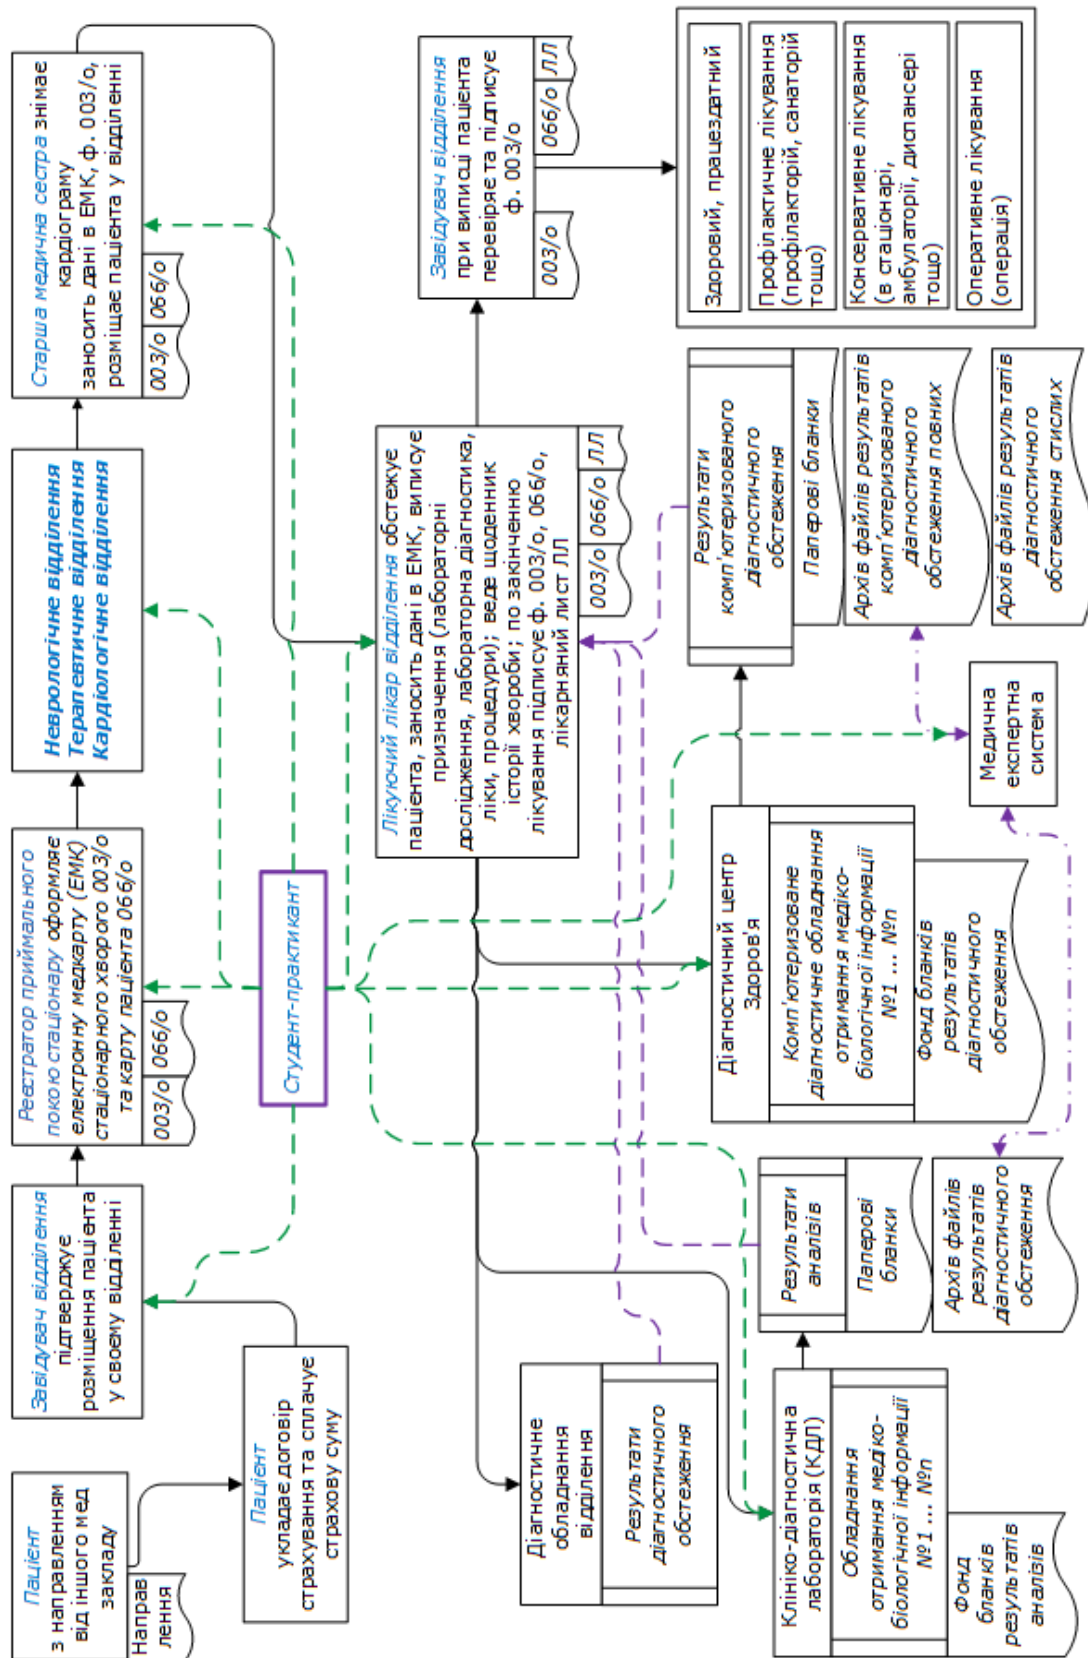 Пацієнт
з направленням
від іншого мед
закладу
Направ
лення
Завідувач відділення
підтверджує
розміщення пацієнта
у своєму відділенні
Реєстратор приймального
покою стаціонару оформляє
електронну медкарту (ЕМК)
стаціонарного хворого 003/о
та карту пацієнта 066/о
003/о
066/о
Неврологічне відділення
Терапевтичне відділення
Кардіологічне відділення
Старша медична сестра знімає
кардіограму
заносить дані в ЕМК, ф. 003/о,
розміщає пацієнта у відділенні
003/о
066/о
Пацієнт
укладає договір
страхування та сплачує
страхову суму
Студент-практикант
Лікуючий лікар відділення обстежує
пацієнта, заносить дані в ЕМК, виписує
призначення (лабораторні
дослідження, лабораторна діагностика,
ліки, процедури); веде щоденник
історії хвороби; по закінченню
лікування підписує ф. 003/о, 066/о,
лікарняний лист ЛЛ
003/о
066/о
ЛЛ
Завідувач відділення
при виписці пацієнта
перевіряє та підписує
ф. 003/о
003/о
066/о
ЛЛ
Діагностичне
обладнання
відділення
Результати
діагностичного
обстеження
Клініко-діагностична
лабораторія (КДЛ)
Обладнання
отримання медіко-
біологічної інформації
№1 ... №n
Фонд
бланків
результатів
аналізів
Результати
аналізів
Паперові
бланки
Архів файлів
результатів
діагностичного
обстеження
Діагностичний центр
Здоров'я
Комп'ютеризоване
діагностичне обладнання
отримання медіко-
біологічної інформації
№1 ... №n
Фонд бланків
результатів
діагностичного
обстеження
Результати
комп'ютеризованого
діагностичного
обстеження
Паперові бланки
Архів файлів результатів
комп'ютеризованого
діагностичного
обстеження повних
Архів файлів результатів
діагностичного
обстеження стислих
Медична
експертна
система
Здоровий, працездатний
Профілактичне лікування
(профілакторій, санаторій
тощо)
Консервативне лікування
(в стаціонарі,
амбулаторії, диспансері
тощо)
Оперативне лікування
(операція)